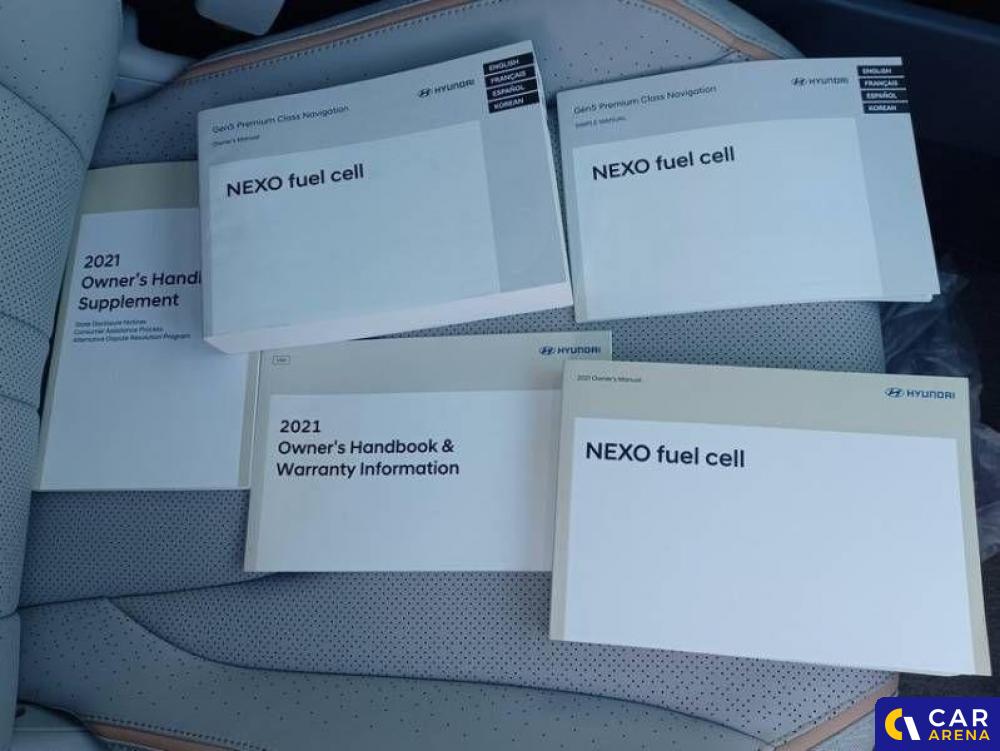 HYUNDAI
ENGLISH
FRANÇAIS
ESPAÑOL
KOREAN
Gen5 Premium Class Navigation
Owner's Manual
NEXO fuel cell
HYUNDAI
ENGLISH
FRANÇAIS
ESPAÑOL
KOREAN
Gen5 Premium Class Navigation
SIMPLE MANUAL
NEXO fuel cell
2021
Owner's Hand
Supplement
State Disclosure Notices
Consumer Assistance Process
Alternative Dispute Resolution Program
HYUNDAI
2021
Owner's Handbook &
Warranty Information
2021 Owner's Manual
HYUNDAI
NEXO fuel cell
CAR
ARENA